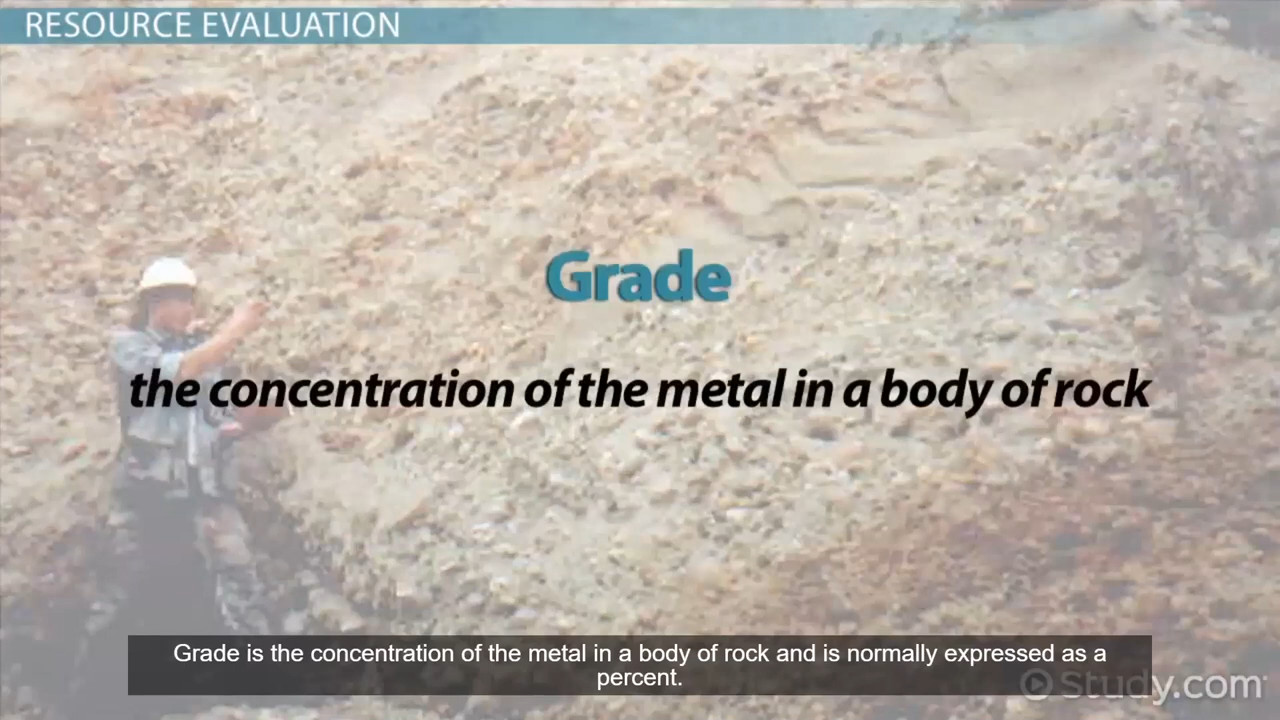 RESOURCE EVALUATION
Grade
the concentration of the metal in a body of rock
Grade is the concentration of the metal in a body of rock and is normally expressed as a
percent.
Study.com